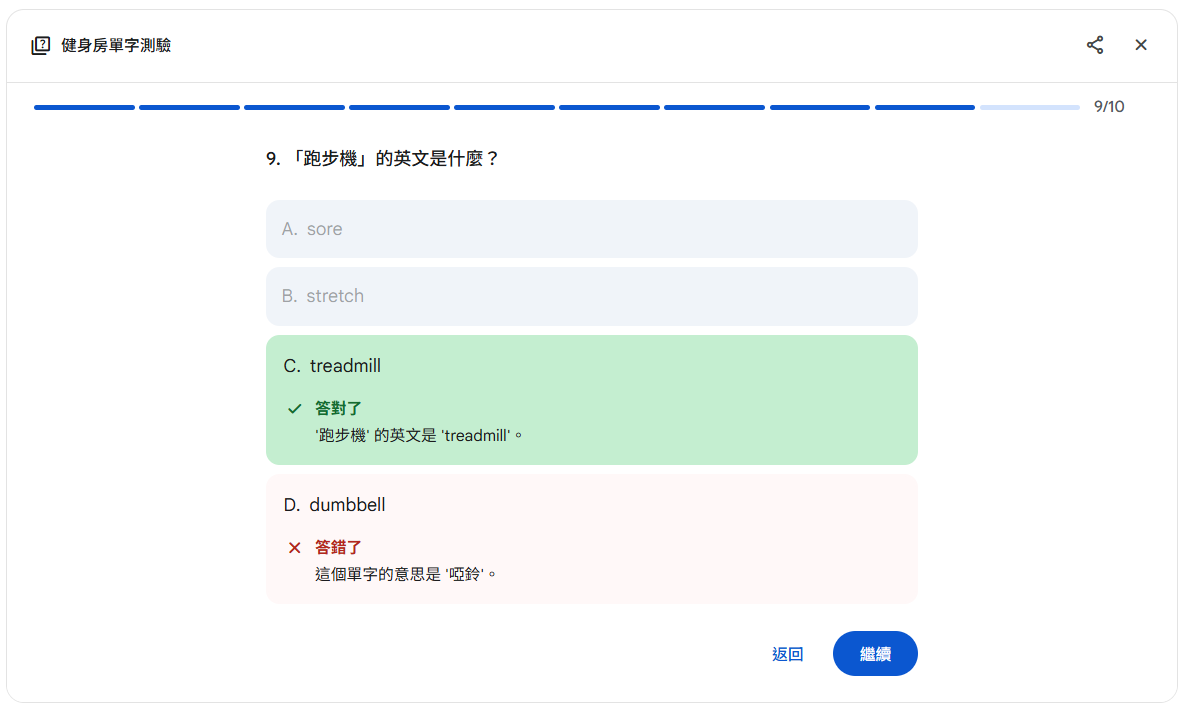 健身房單字測驗
9/10
9. 「跑步機」的英文是什麼？
A. sore
B. stretch
C. treadmill
答對了
'跑步機' 的英文是 'treadmill'。
D. dumbbell
答錯了
這個單字的意思是 '啞鈴'。
返回
繼續